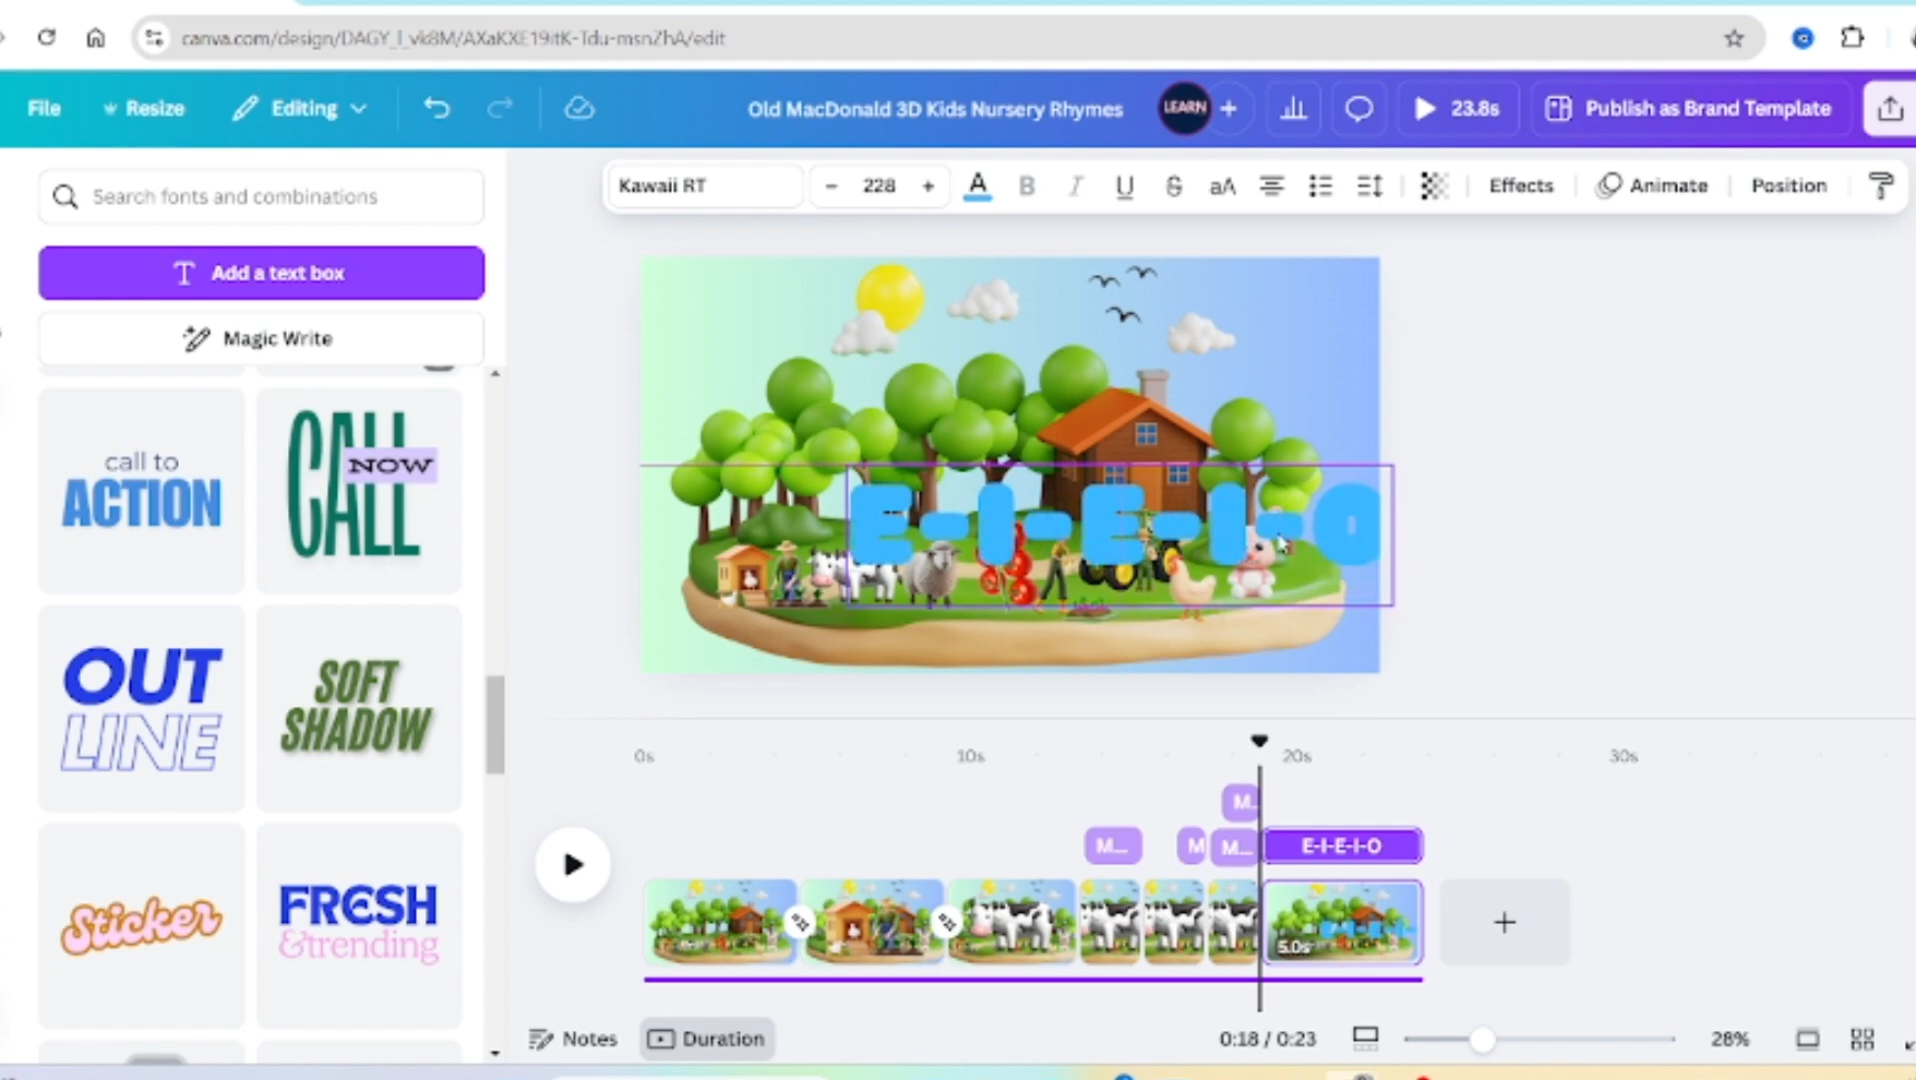 canva.com/design/DAGY_l_vk8M/AXaKXE19itK-Tdu-msnZhA/edit
File
Resize
Editing
Old MacDonald 3D Kids Nursery Rhymes
LEARN
+
23.8s
Publish as Brand Template
Search fonts and combinations
T Add a text box
Magic Write
Kawaii RT
− 228 +
A B I U S aA
Effects
Animate
Position
call to
ACTION
CALL
NOW
OUT
LINE
SOFT
SHADOW
Sticker
FRESH
&trending
E-I-E-I-O
0s
10s
20s
30s
M.
M...
M
M...
E-I-E-I-O
5.0s
+
Notes
Duration
0:18 / 0:23
28%